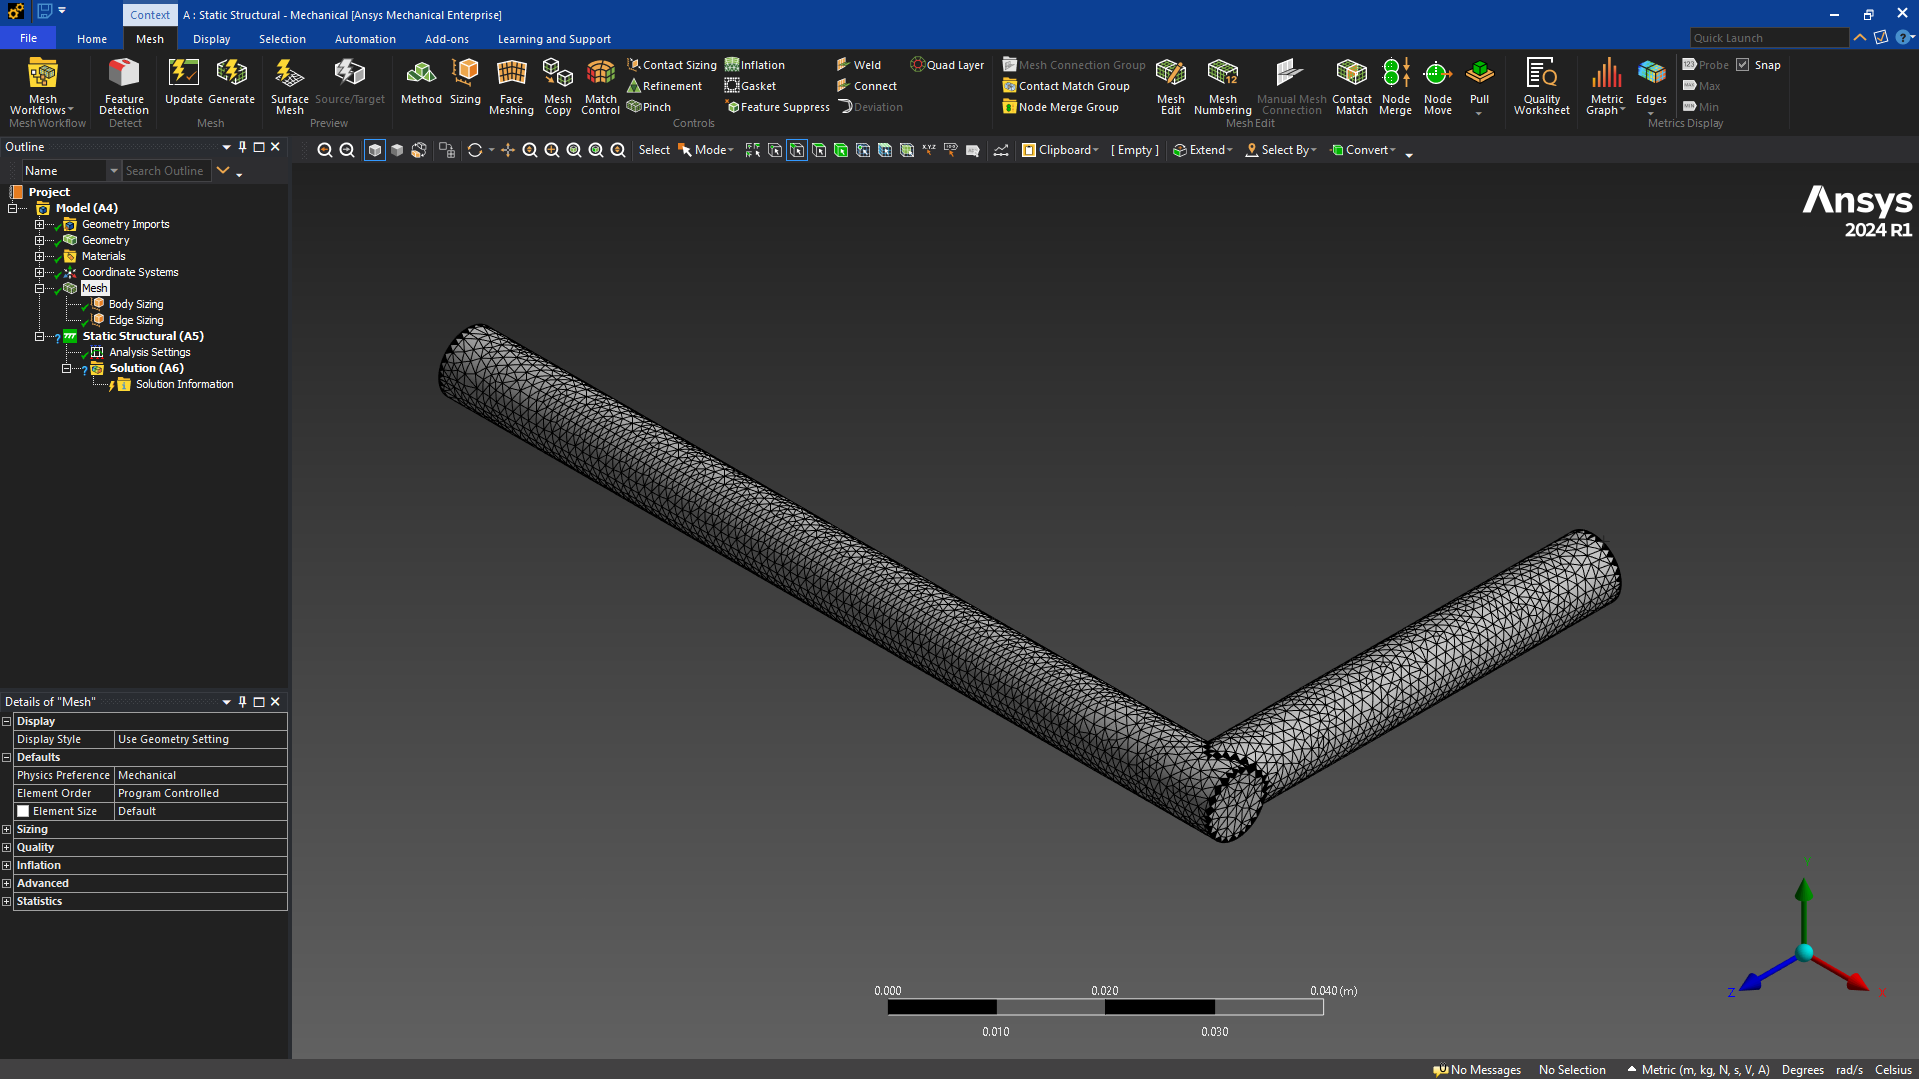 Context A : Static Structural - Mechanical [Ansys Mechanical Enterprise]
File Home Mesh Display Selection Automation Add-ons Learning and Support Quick Launch
Mesh Workflows
Mesh Workflow
Feature Detection
Detect
Update Generate
Mesh
Surface Mesh Source/Target
Preview
Method Sizing Face Meshing Mesh Copy Match Control
Contact Sizing Inflation Weld Quad Layer
Refinement Gasket Connect
Pinch Feature Suppress Deviation
Controls
Mesh Connection Group
Contact Match Group
Node Merge Group
Mesh Edit Mesh Numbering Manual Mesh Connection Contact Match Node Merge Node Move Pull
Mesh Edit
Quality Worksheet
Metric Graph Edges
Probe Snap
Max
Min
Metrics Display
Outline
Name Search Outline
Select Mode Clipboard [ Empty ] Extend Select By Convert
Project
Model (A4)
Geometry Imports
Geometry
Materials
Coordinate Systems
Mesh
Body Sizing
Edge Sizing
Static Structural (A5)
Analysis Settings
Solution (A6)
Solution Information
Ansys
2024 R1
Details of "Mesh"
Display
Display Style Use Geometry Setting
Defaults
Physics Preference Mechanical
Element Order Program Controlled
Element Size Default
Sizing
Quality
Inflation
Advanced
Statistics
Y
Z X
0.000 0.020 0.040 (m)
0.010 0.030
No Messages No Selection Metric (m, kg, N, s, V, A) Degrees rad/s Celsius